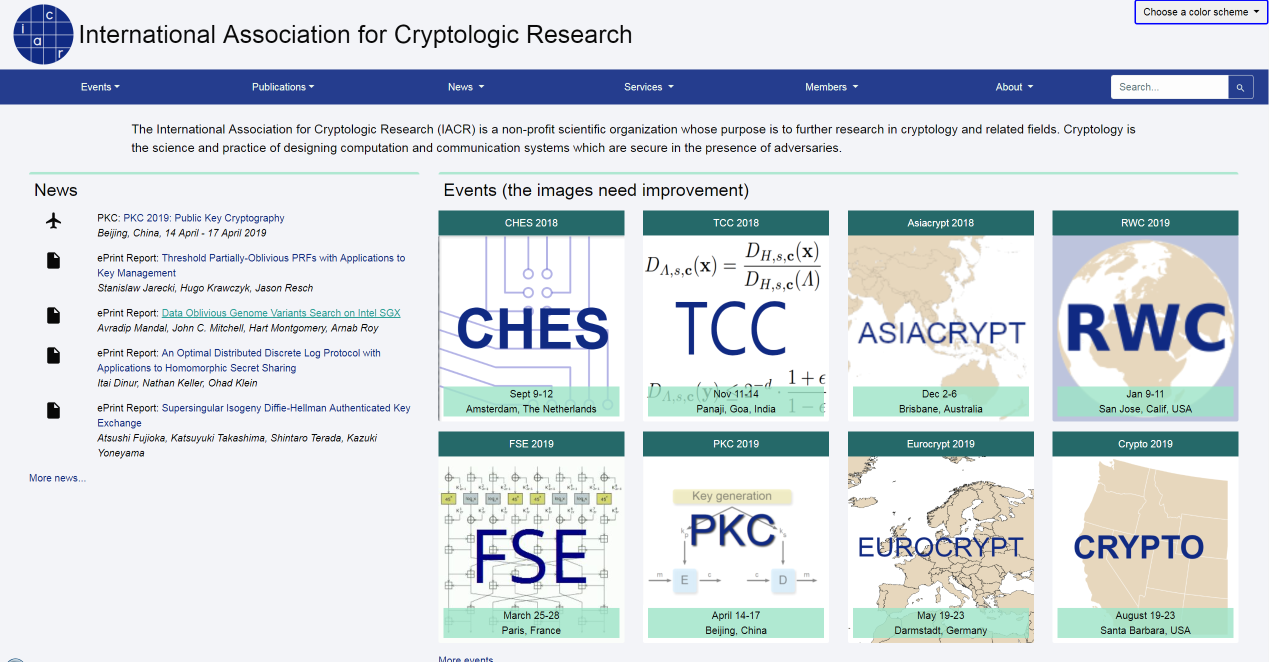 c
i
a
r
International Association for Cryptologic Research
Choose a color scheme
Events
Publications
News
Services
Members
About
Search...
The International Association for Cryptologic Research (IACR) is a non-profit scientific organization whose purpose is to further research in cryptology and related fields. Cryptology is
the science and practice of designing computation and communication systems which are secure in the presence of adversaries.
News
PKC: PKC 2019: Public Key Cryptography
Beijing, China, 14 April - 17 April 2019
ePrint Report: Threshold Partially-Oblivious PRFs with Applications to
Key Management
Stanislaw Jarecki, Hugo Krawczyk, Jason Resch
ePrint Report: Data Oblivious Genome Variants Search on Intel SGX
Avradip Mandal, John C. Mitchell, Hart Montgomery, Arnab Roy
ePrint Report: An Optimal Distributed Discrete Log Protocol with
Applications to Homomorphic Secret Sharing
Itai Dinur, Nathan Keller, Ohad Klein
ePrint Report: Supersingular Isogeny Diffie-Hellman Authenticated Key
Exchange
Atsushi Fujioka, Katsuyuki Takashima, Shintaro Terada, Kazuki
Yoneyama
More news...
Events (the images need improvement)
CHES 2018
CHES
Sept 9-12
Amsterdam, The Netherlands
TCC 2018
D_{Λ,s,c}(x) = D_{H,s,c}(x) / D_{H,s,c}(Λ)
TCC
Nov 11-14
Panaji, Goa, India
Asiacrypt 2018
ASIACRYPT
Dec 2-6
Brisbane, Australia
RWC 2019
RWC
Jan 9-11
San Jose, Calif, USA
FSE 2019
FSE
March 25-28
Paris, France
PKC 2019
Key generation
PKC
m E c c D m
April 14-17
Beijing, China
Eurocrypt 2019
EUROCRYPT
May 19-23
Darmstadt, Germany
Crypto 2019
CRYPTO
August 19-23
Santa Barbara, USA
More events